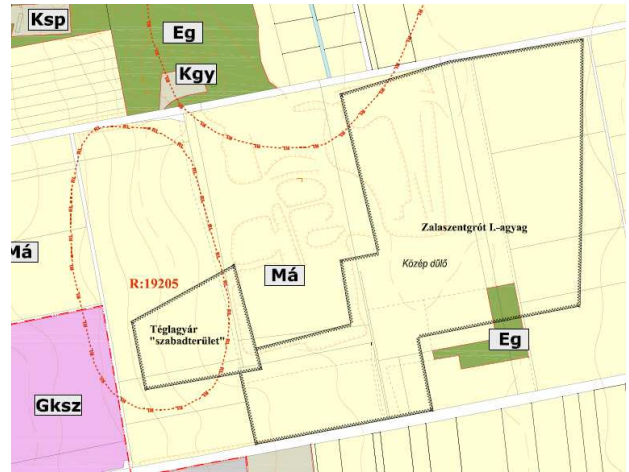 Ksp
Eg
Kgy
Zalaszentgrót I.-agyag
Má
Közép dűlő
Má
R:19205
Téglagyár
"szabadterület"
Eg
Gksz